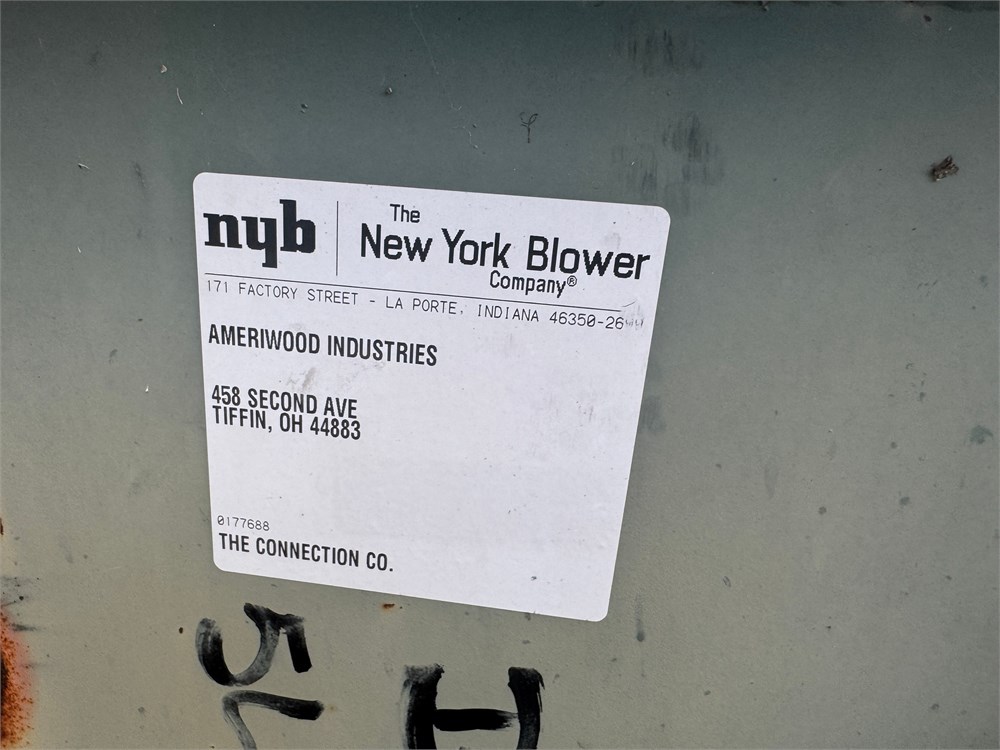 nyb
The
New York Blower
Company®
171 FACTORY STREET - LA PORTE, INDIANA 46350-26
AMERIWOOD INDUSTRIES
458 SECOND AVE
TIFFIN, OH 44883
0177688
THE CONNECTION CO.